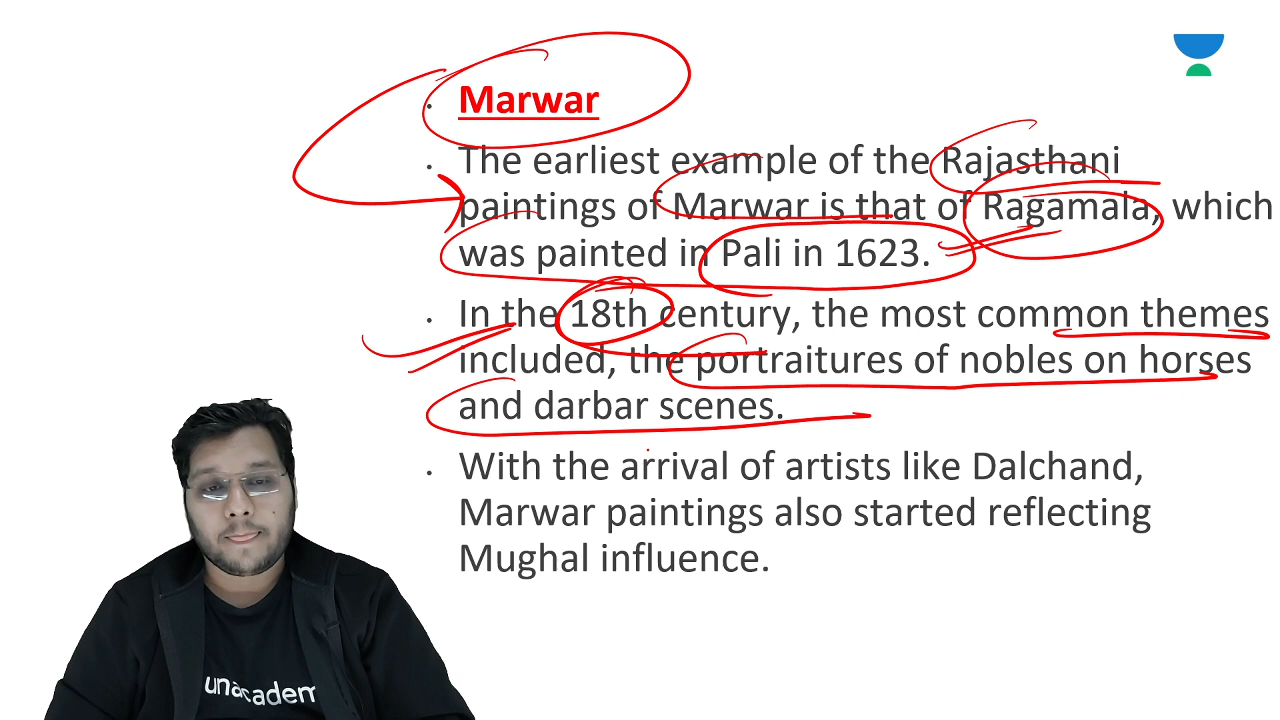 Marwar
The earliest example of the Rajasthani
paintings of Marwar is that of Ragamala, which
was painted in Pali in 1623.
In the 18th century, the most common themes
included, the portraitures of nobles on horses
and darbar scenes.
With the arrival of artists like Dalchand,
Marwar paintings also started reflecting
Mughal influence.
unacadem